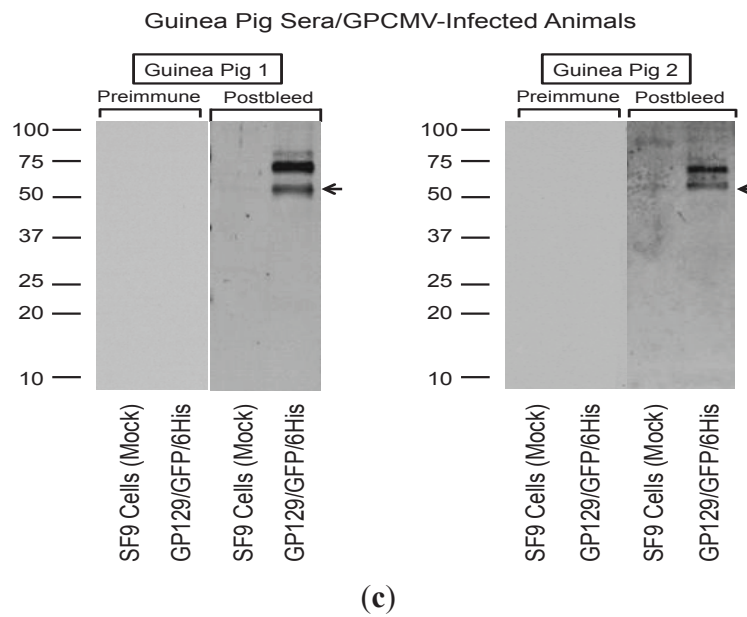 Guinea Pig Sera/GPCMV-Infected Animals
Guinea Pig 1
Preimmune Postbleed
100
75
50
37
25
20
10
SF9 Cells (Mock)
GP129/GFP/6His
SF9 Cells (Mock)
GP129/GFP/6His
Guinea Pig 2
Preimmune Postbleed
100
75
50
37
25
20
10
SF9 Cells (Mock)
GP129/GFP/6His
SF9 Cells (Mock)
GP129/GFP/6His
(c)